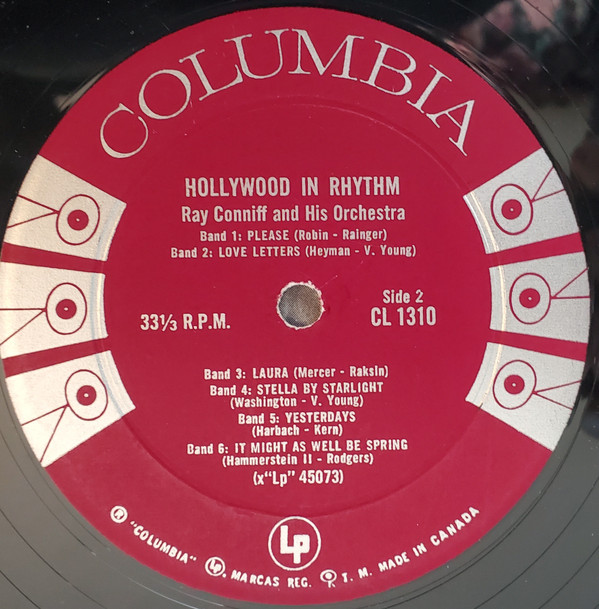 COLUMBIA
HOLLYWOOD IN RHYTHM
Ray Conniff and His Orchestra
Band 1: PLEASE (Robin - Rainger)
Band 2: LOVE LETTERS (Heyman - V. Young)
33⅓ R.P.M.
Side 2
CL 1310
Band 3: LAURA (Mercer - Raksin)
Band 4: STELLA BY STARLIGHT
(Washington - V. Young)
Band 5: YESTERDAYS
(Harbach - Kern)
Band 6: IT MIGHT AS WELL BE SPRING
(Hammerstein II - Rodgers)
(x"Lp" 45073)
Lp
® "COLUMBIA", MARCAS REG. T. M. MADE IN CANADA